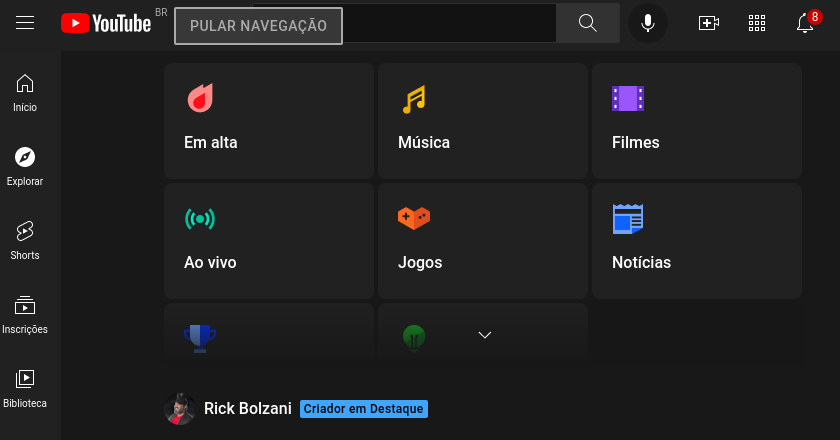 YouTube BR
PULAR NAVEGAÇÃO
8
Início
Explorar
Shorts
Inscrições
Biblioteca
Em alta
Música
Filmes
Ao vivo
Jogos
Notícias
Rick Bolzani
Criador em Destaque